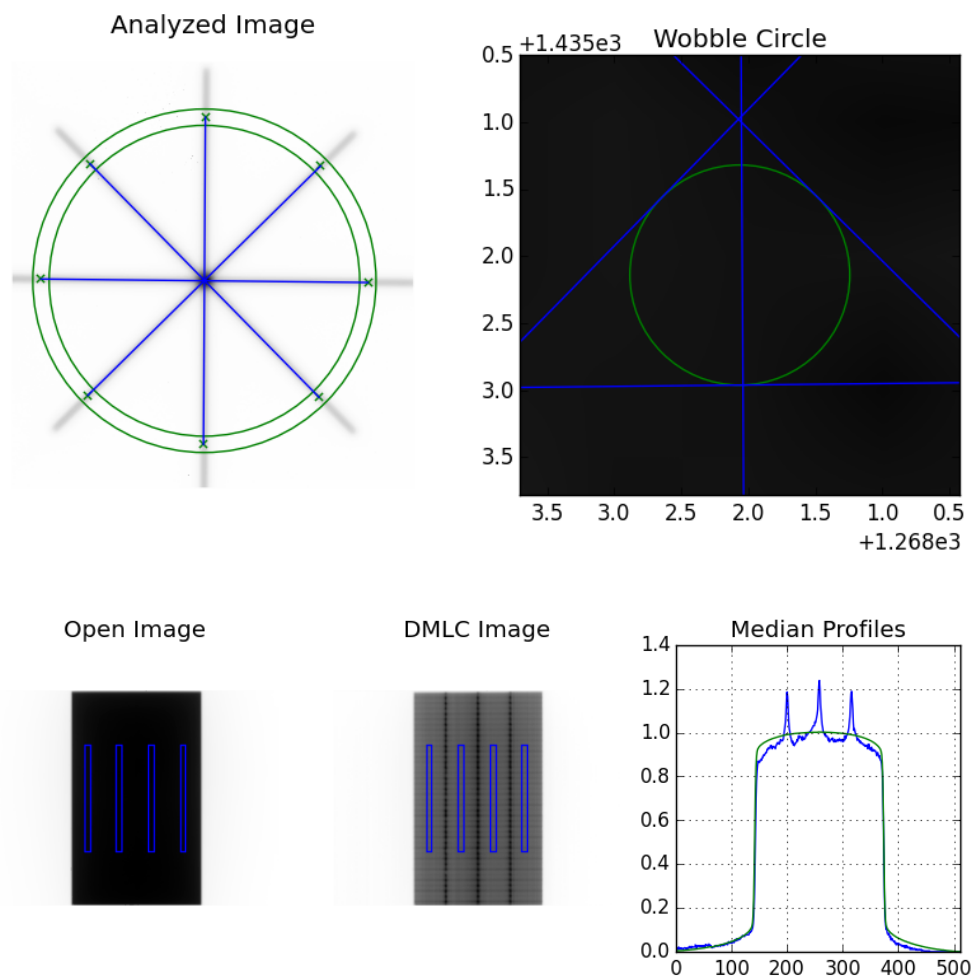 Analyzed Image
Wobble Circle
+1.435e3
0.5
1.0
1.5
2.0
2.5
3.0
3.5
3.5 3.0 2.5 2.0 1.5 1.0 0.5
+1.268e3
Open Image
DMLC Image
Median Profiles
1.4
1.2
1.0
0.8
0.6
0.4
0.2
0.0
0 100 200 300 400 500